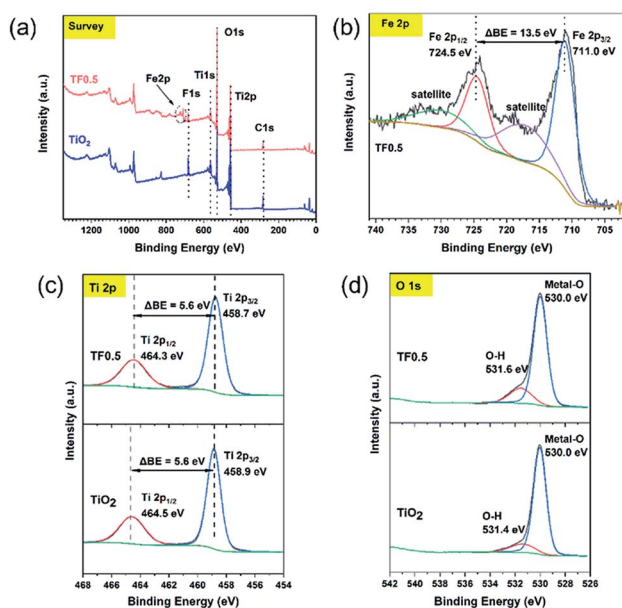 (a)
Survey
O1s
TF0.5
Fe2p
F1s
Ti1s
Ti2p
TiO₂
C1s
Intensity (a.u.)
1200 900 600 300 0
Binding Energy (eV)
(b)
Fe 2p
Fe 2p₁/₂
724.5 eV
ΔBE = 13.5 eV
Fe 2p₃/₂
711.0 eV
satellite
satellite
TF0.5
Intensity (a.u.)
740 735 730 725 720 715 710 705
Binding Energy (eV)
(c)
Ti 2p
ΔBE = 5.6 eV
Ti 2p₃/₂
458.7 eV
Ti 2p₁/₂
464.3 eV
TF0.5
ΔBE = 5.6 eV
Ti 2p₃/₂
458.9 eV
Ti 2p₁/₂
464.5 eV
TiO₂
Intensity (a.u.)
468 466 464 462 460 458 456 454
Binding Energy (eV)
(d)
O 1s
Metal-O
530.0 eV
TF0.5
O-H
531.6 eV
Metal-O
530.0 eV
TiO₂
O-H
531.4 eV
Intensity (a.u.)
542 540 538 536 534 532 530 528 526
Binding Energy (eV)